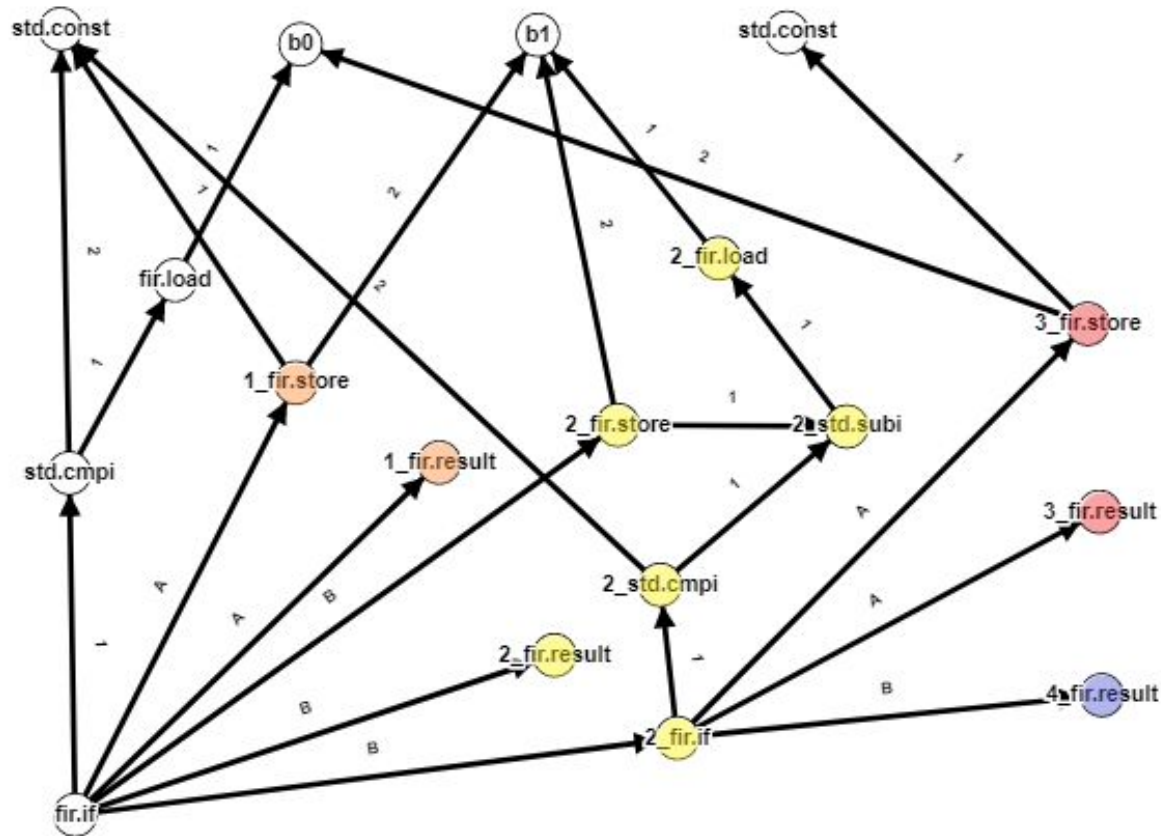 std.const
b0
b1
std.const
1
1
2
1
1
2
2
2
2
fir.load
2_fir.load
2
1
3_fir.store
1
1_fir.store
1
2_fir.store
2_std.subi
std.cmpi
1_fir.result
1
A
3_fir.result
A
B
2_std.cmpi
A
A
1
2_fir.result
1
B
B
4_fir.result
B
2_fir.if
fir.if